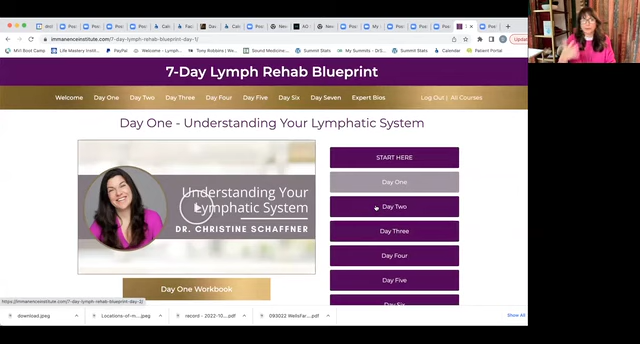 immanenceinstitute.com/7-day-lymph-rehab-blueprint-day-1/
MVI Boot Camp Life Mastery Inst... PayPal Welcome - Lymph... Tony Robbins | We... Sound Medicine:... Summit Stats My Summits - DrS... Summit Stats Calendar Patient Portal
7-Day Lymph Rehab Blueprint
Welcome Day One Day Two Day Three Day Four Day Five Day Six Day Seven Expert Bios Log Out | All Courses
Day One - Understanding Your Lymphatic System
Understanding Your
Lymphatic System
DR. CHRISTINE SCHAFFNER
Day One Workbook
START HERE
Day One
Day Two
Day Three
Day Four
Day Five
Day Six
https://immanenceinstitute.com/7-day-lymph-rehab-blueprint-day-2/
download.jpeg Locations-of-m....jpeg record - 2022-10...pdf 093022 WellsFar....pdf Show All